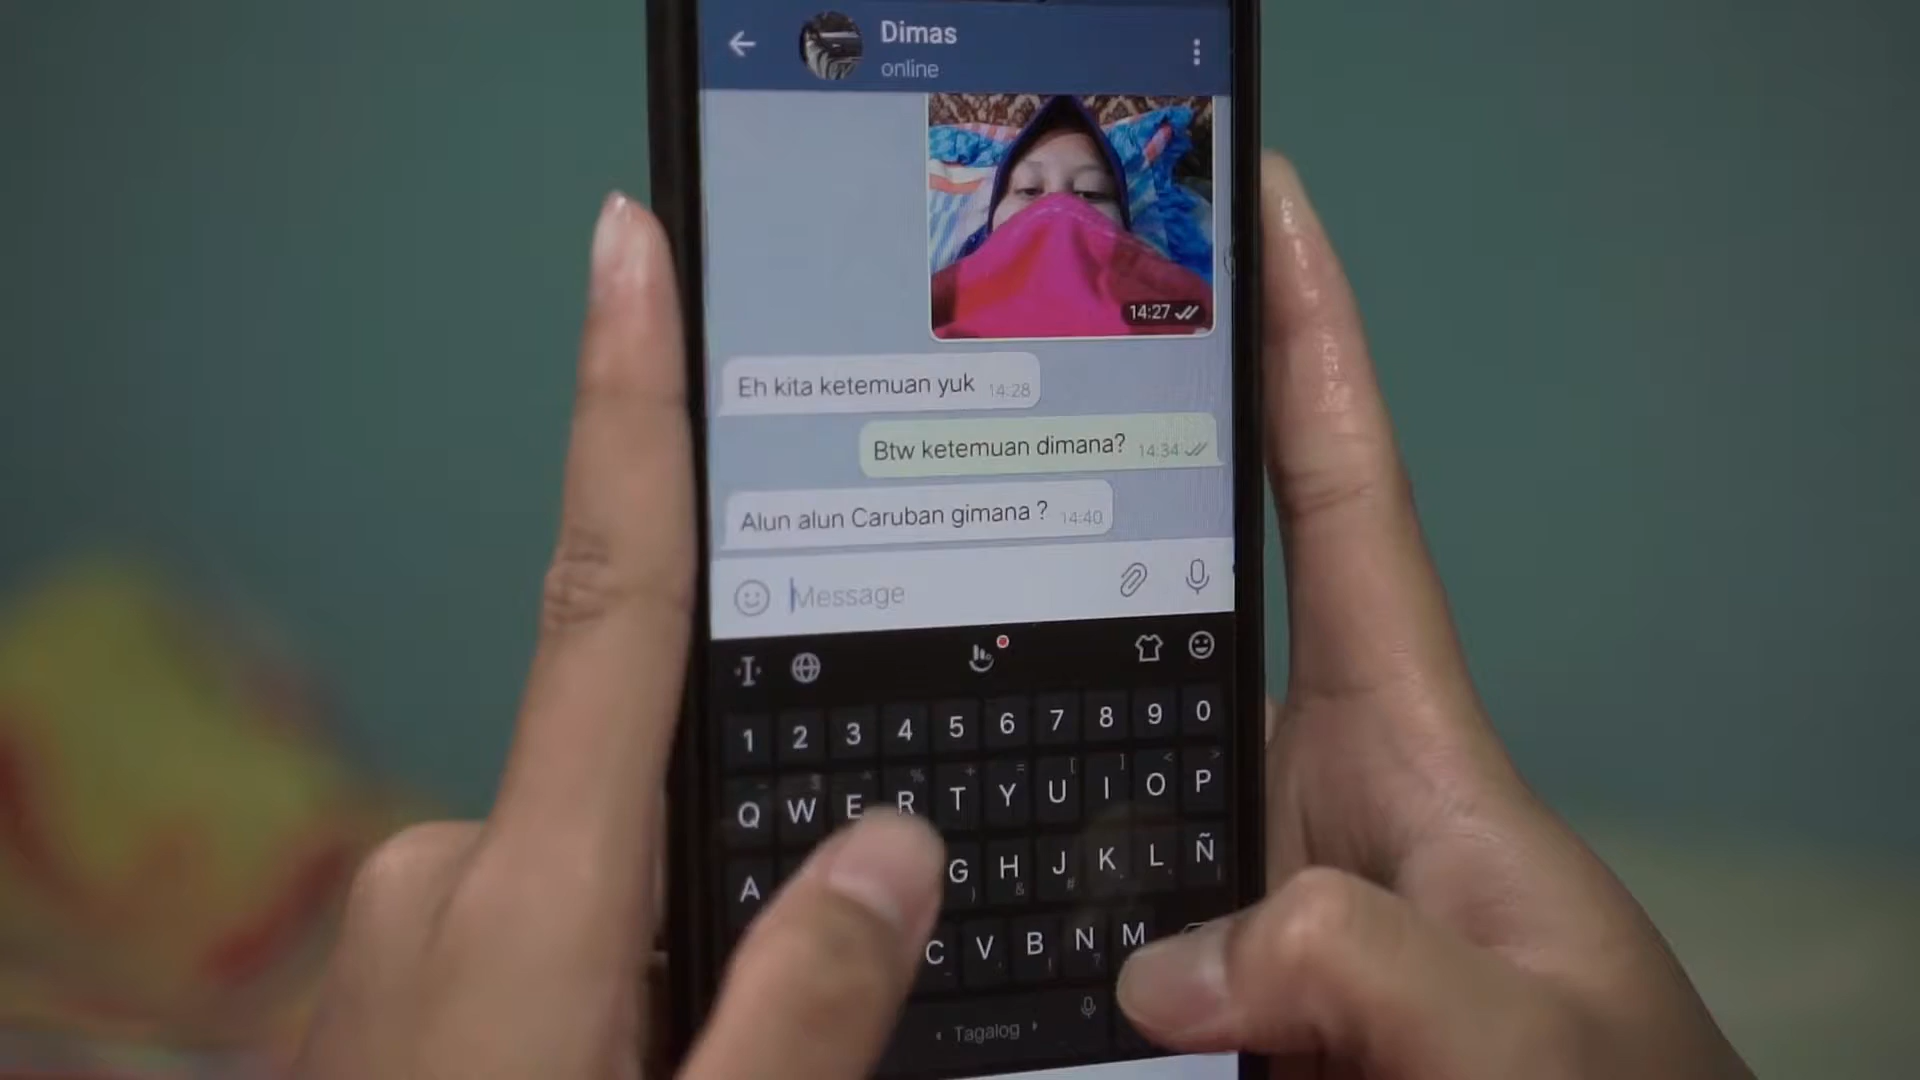 Dimas
online
14:27
Eh kita ketemuan yuk 14:28
Btw ketemuan dimana? 14:34
Alun alun Caruban gimana ? 14:40
Message
1 2 3 4 5 6 7 8 9 0
Q W E R T Y U I O P
A G H J K L Ñ
C V B N M
Tagalog